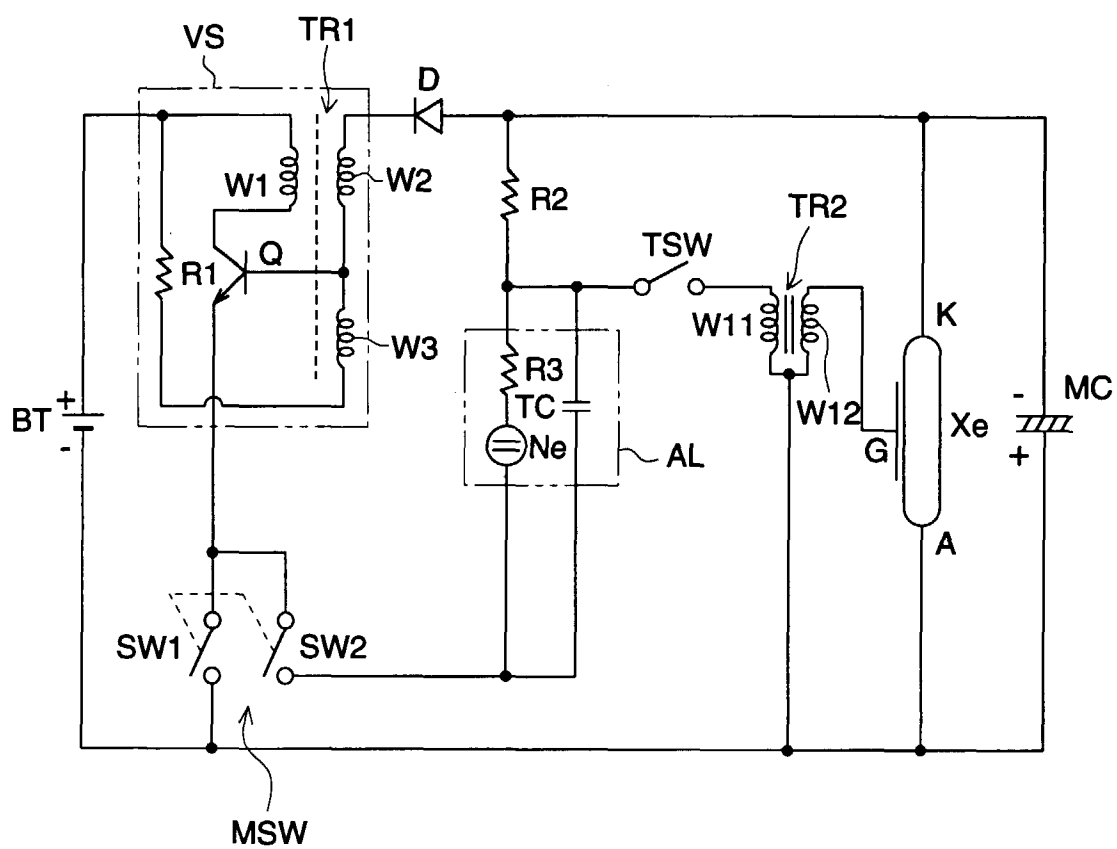 VS
TR1
D
W1
W2
R2
TR2
TSW
Q
R1
W11
K
W3
R3
TC
W12
MC
BT
+
-
-
+
Ne
G
Xe
AL
A
SW1
SW2
MSW